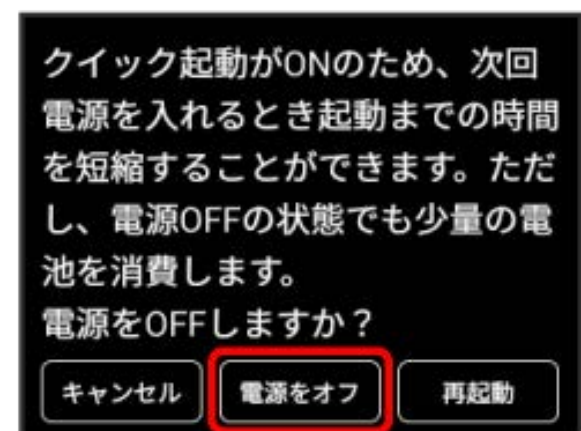 クイック起動がONのため、次回
電源を入れるとき起動までの時間
を短縮することができます。ただ
し、電源OFFの状態でも少量の電
池を消費します。
電源をOFFしますか？
キャンセル 電源をオフ 再起動